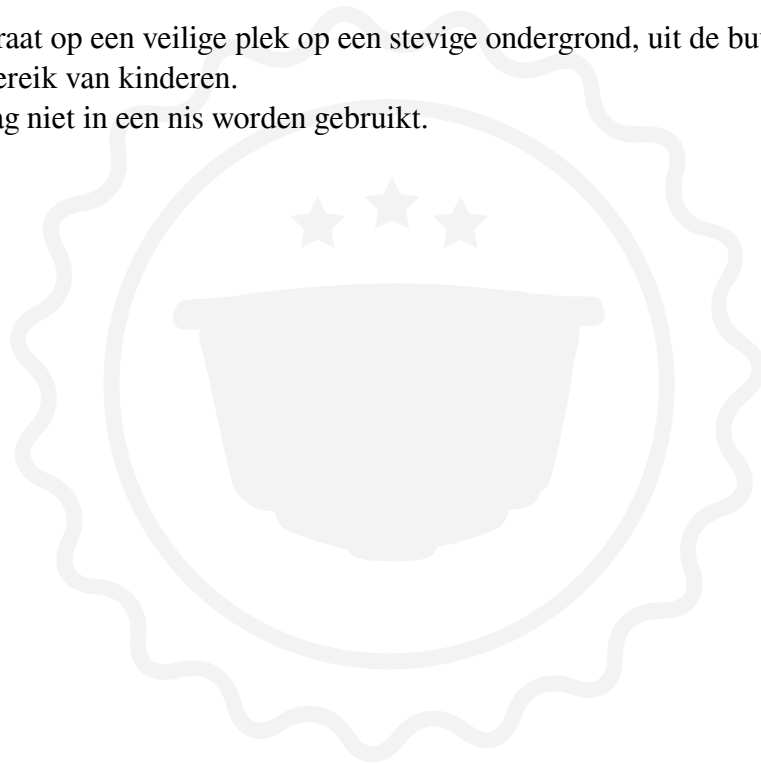 raat op een veilige plek op een stevige ondergrond, uit de bu
ereik van kinderen.
ag niet in een nis worden gebruikt.